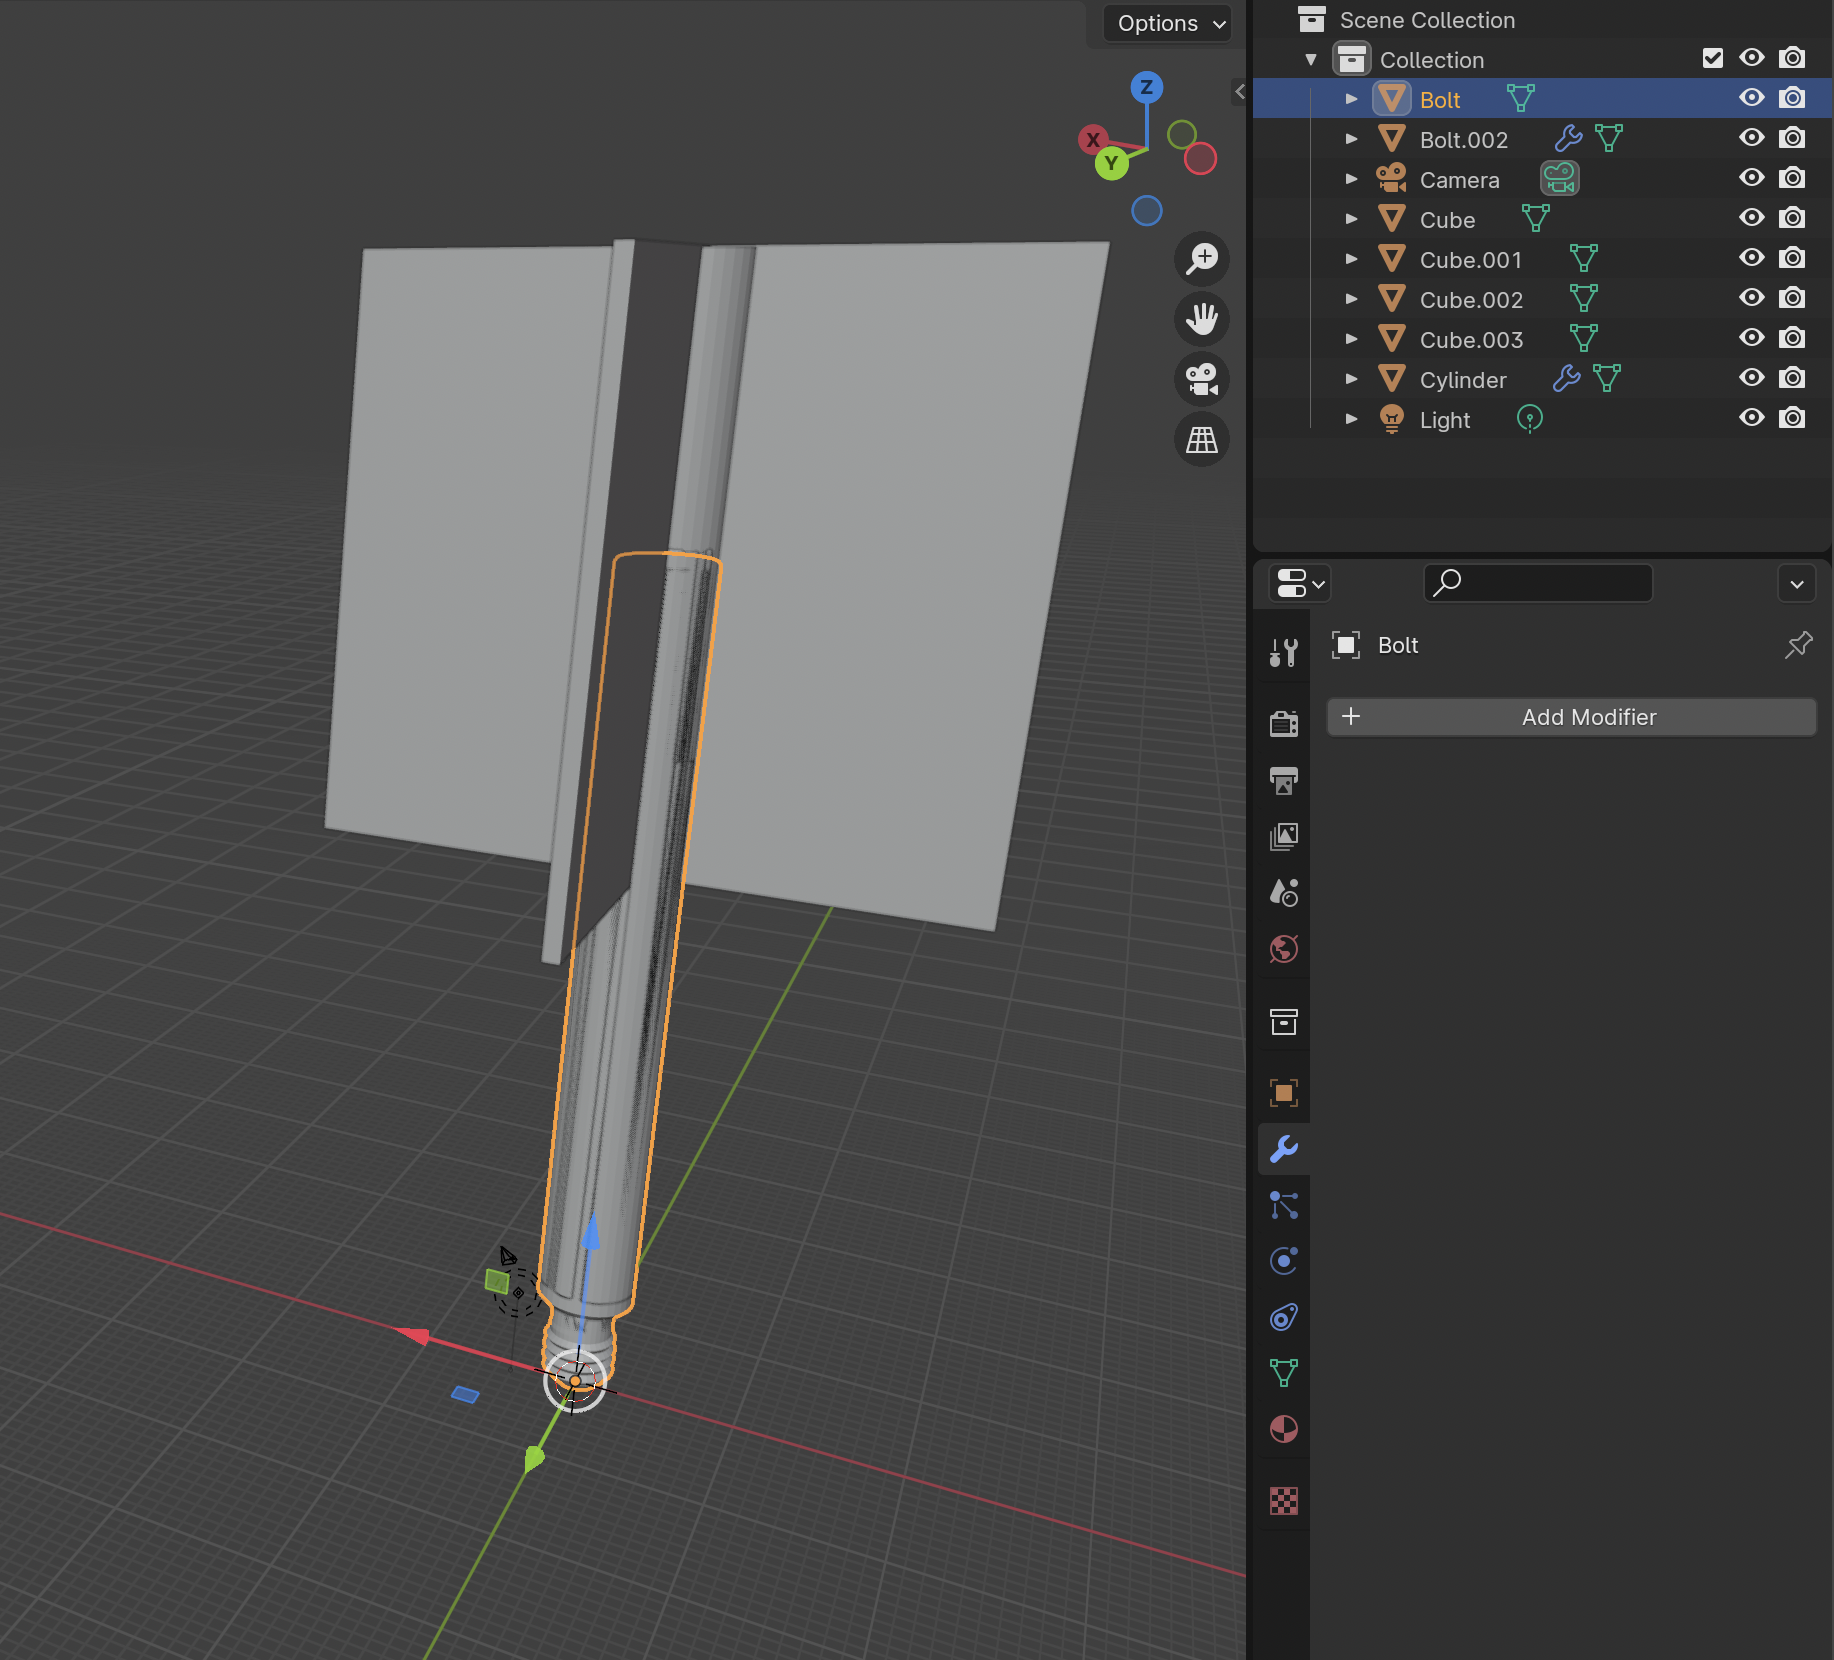 Options
Z
X
Y
Scene Collection
Collection
Bolt
Bolt.002
Camera
Cube
Cube.001
Cube.002
Cube.003
Cylinder
Light
Bolt
Add Modifier